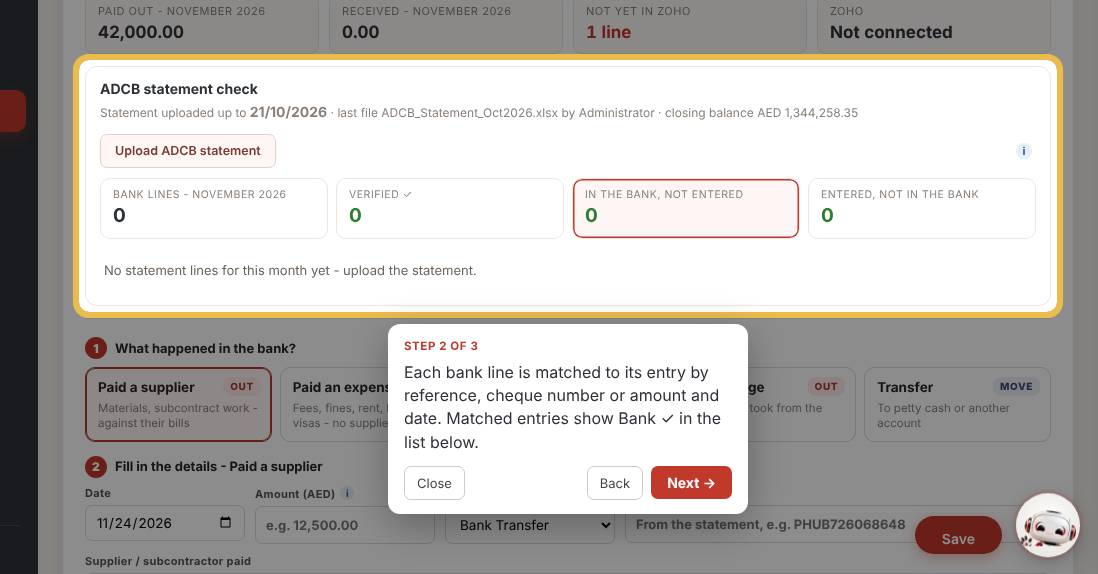 PAID OUT - NOVEMBER 2026
42,000.00
RECEIVED - NOVEMBER 2026
0.00
NOT YET IN ZOHO
1 line
ZOHO
Not connected
ADCB statement check
Statement uploaded up to 21/10/2026 · last file ADCB_Statement_Oct2026.xlsx by Administrator · closing balance AED 1,344,258.35
Upload ADCB statement
i
BANK LINES - NOVEMBER 2026
0
VERIFIED ✓
0
IN THE BANK, NOT ENTERED
0
ENTERED, NOT IN THE BANK
0
No statement lines for this month yet - upload the statement.
STEP 2 OF 3
Each bank line is matched to its entry by
reference, cheque number or amount and
date. Matched entries show Bank ✓ in the
list below.
Close
Back
Next →
1 What happened in the bank?
Paid a supplier OUT
Materials, subcontract work -
against their bills
Paid an expens
Fees, fines, rent,
visas - no supplie
ge OUT
took from the
Transfer MOVE
To petty cash or another
account
2 Fill in the details - Paid a supplier
Date
11/24/2026
Amount (AED) i
e.g. 12,500.00
Bank Transfer
From the statement, e.g. PHUB726068648
Save
Supplier / subcontractor paid